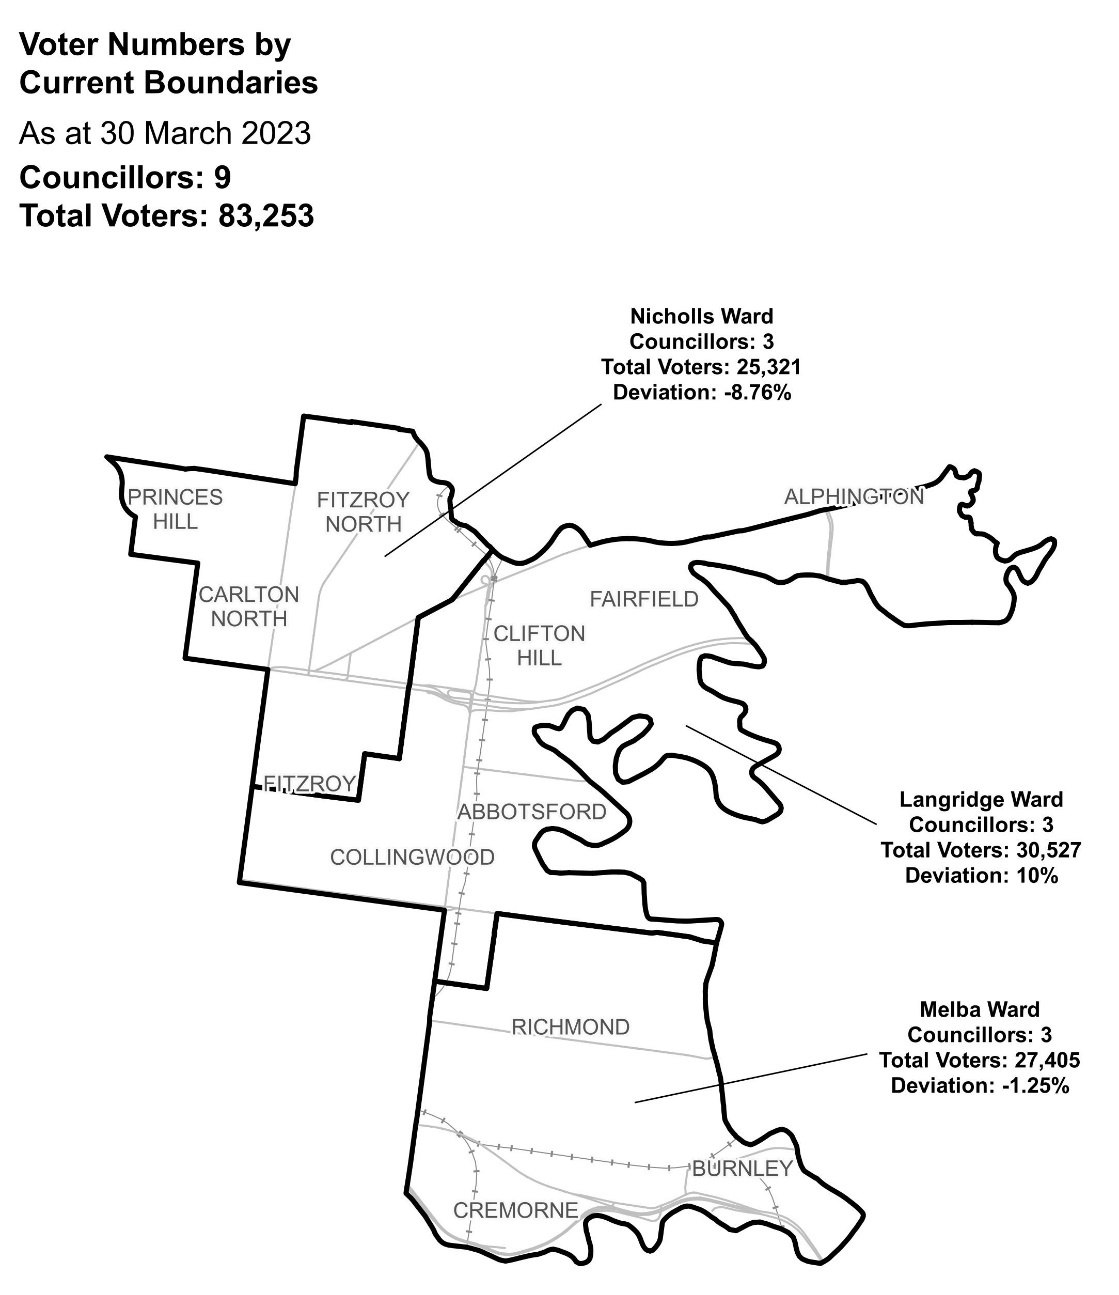 Voter Numbers by
Current Boundaries
As at 30 March 2023
Councillors: 9
Total Voters: 83,253
Nicholls Ward
Councillors: 3
Total Voters: 25,321
Deviation: -8.76%
PRINCES
HILL
FITZROY
NORTH
ALPHINGTON
CARLTON
NORTH
FAIRFIELD
CLIFTON
HILL
FITZROY
ABBOTSFORD
COLLINGWOOD
Langridge Ward
Councillors: 3
Total Voters: 30,527
Deviation: 10%
RICHMOND
Melba Ward
Councillors: 3
Total Voters: 27,405
Deviation: -1.25%
BURNLEY
CREMORNE